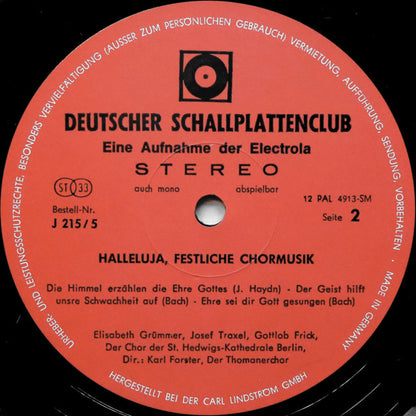 DEUTSCHER SCHALLPLATTENCLUB
Eine Aufnahme der Electrola
STEREO
auch mono abspielbar
ST 33
12 PAL 4913-SM
Bestell-Nr.
J 215/5
Seite 2
HALLELUJA, FESTLICHE CHORMUSIK
Die Himmel erzählen die Ehre Gottes (J. Haydn) - Der Geist hilft
unsre Schwachheit auf (Bach) - Ehre sei dir Gott gesungen (Bach)
Elisabeth Grümmer, Josef Traxel, Gottlob Frick,
Der Chor der St. Hedwigs-Kathedrale Berlin,
Dir.: Karl Forster, Der Thomanerchor
URHEBER- UND LEISTUNGSSCHUTZRECHTE, BESONDERS VERVIELFÄLTIGUNG (AUSSER ZUM PERSÖNLICHEN GEBRAUCH) VERMIETUNG, AUFFÜHRUNG, SENDUNG, VORBEHALTEN · MADE IN GERMANY
HERGESTELLT BEI DER CARL LINDSTRÖM GMBH